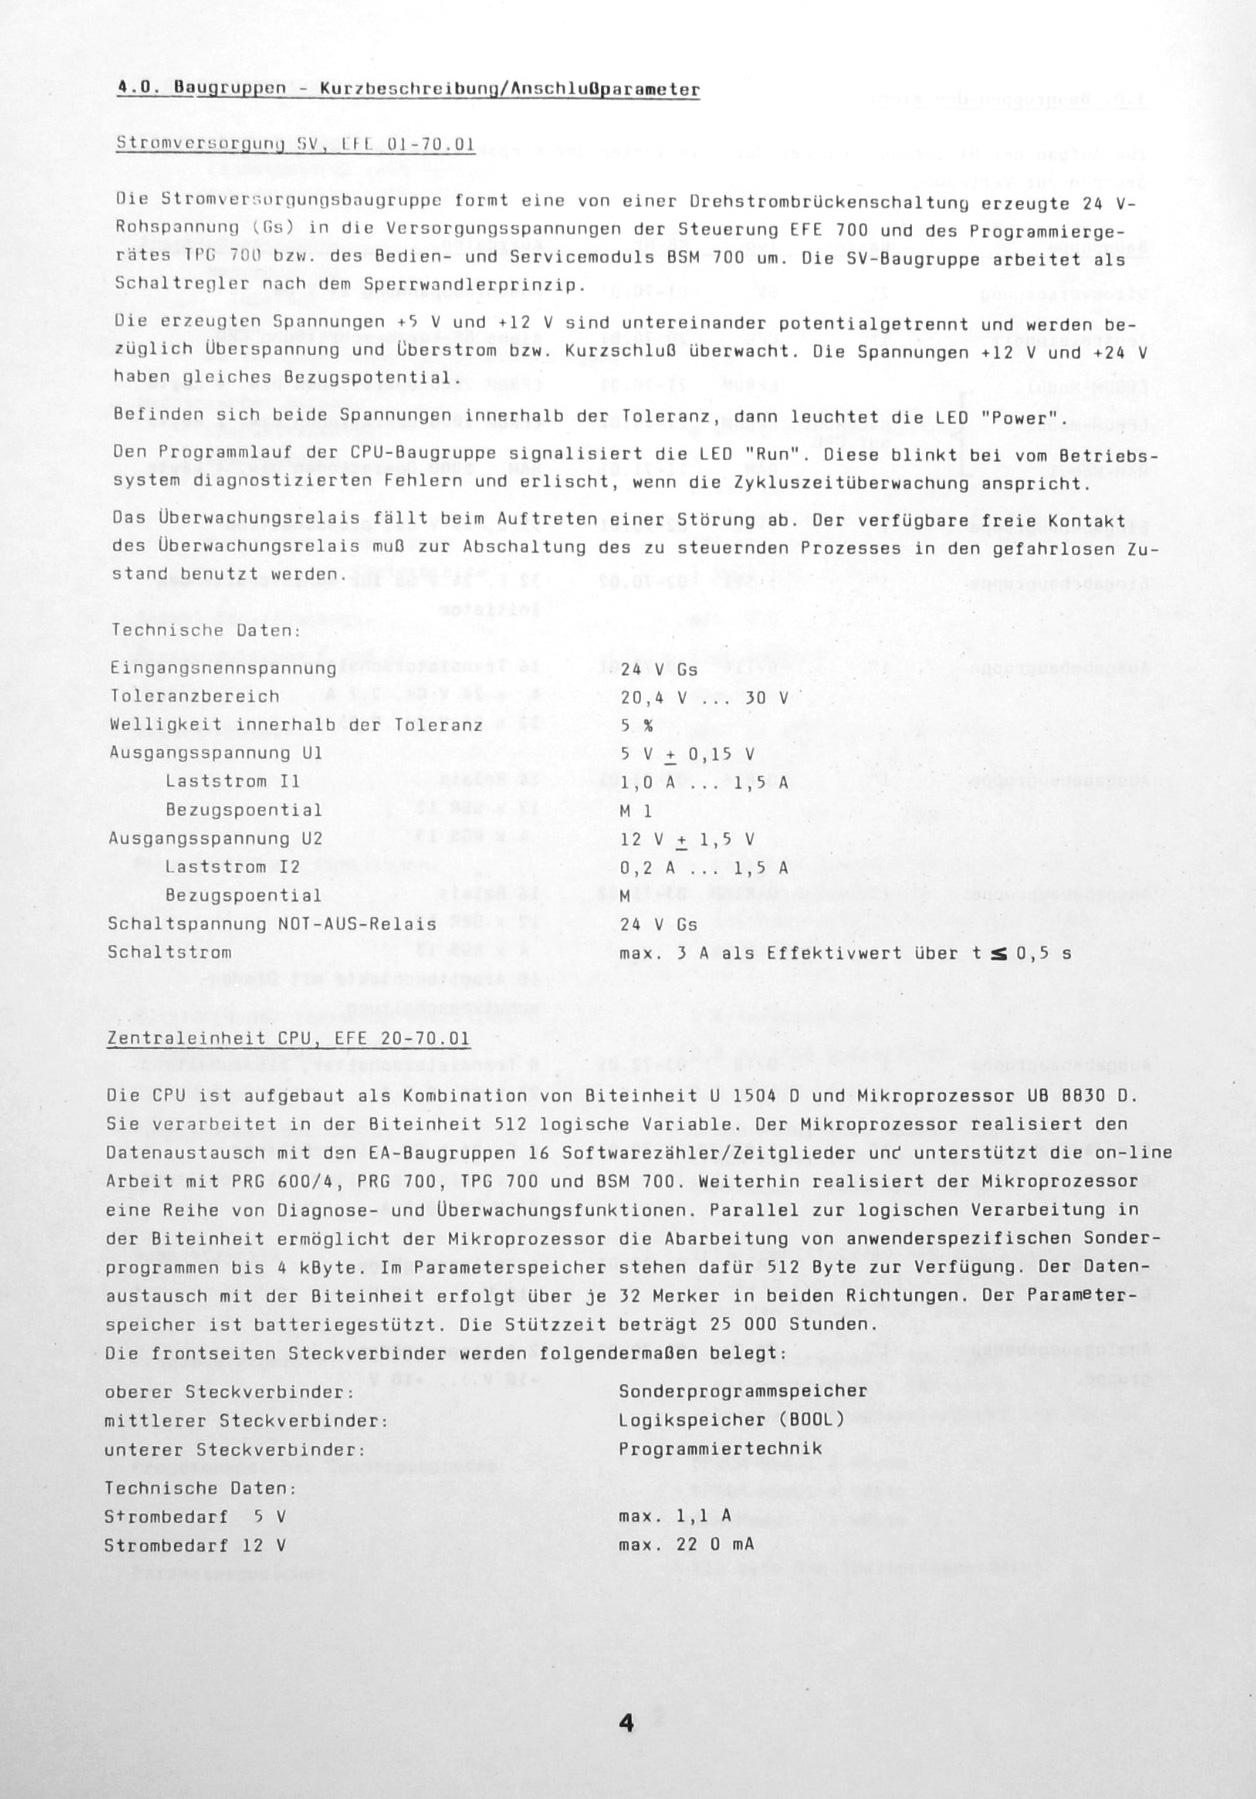 4.0. Baugruppen - Kurzbeschreibung/Anschlußparameter
Stromversorgung SV, EFE 01-70.01
Die Stromversorgungsbaugruppe formt eine von einer Drehstrombrückenschaltung erzeugte 24 V-
Rohspannung (Gs) in die Versorgungsspannungen der Steuerung EFE 700 und des Programmierge-
rätes TPG 700 bzw. des Bedien- und Servicemoduls BSM 700 um. Die SV-Baugruppe arbeitet als
Schaltregler nach dem Sperrwandlerprinzip.
Die erzeugten Spannungen +5 V und +12 V sind untereinander potentialgetrennt und werden be-
züglich Überspannung und Überstrom bzw. Kurzschluß überwacht. Die Spannungen +12 V und +24 V
haben gleiches Bezugspotential.
Befinden sich beide Spannungen innerhalb der Toleranz, dann leuchtet die LED "Power".
Den Programmlauf der CPU-Baugruppe signalisiert die LED "Run". Diese blinkt bei vom Betriebs-
system diagnostizierten Fehlern und erlischt, wenn die Zykluszeitüberwachung anspricht.
Das Überwachungsrelais fällt beim Auftreten einer Störung ab. Der verfügbare freie Kontakt
des Überwachungsrelais muß zur Abschaltung des zu steuernden Prozesses in den gefahrlosen Zu-
stand benutzt werden.
Technische Daten:
Eingangsnennspannung 24 V Gs
Toleranzbereich 20,4 V ... 30 V
Welligkeit innerhalb der Toleranz 5 %
Ausgangsspannung U1 5 V ± 0,15 V
Laststrom I1 1,0 A ... 1,5 A
Bezugspoential M 1
Ausgangsspannung U2 12 V ± 1,5 V
Laststrom I2 0,2 A ... 1,5 A
Bezugspoential M
Schaltspannung NOT-AUS-Relais 24 V Gs
Schaltstrom max. 3 A als Effektivwert über t ≤ 0,5 s
Zentraleinheit CPU, EFE 20-70.01
Die CPU ist aufgebaut als Kombination von Biteinheit U 1504 D und Mikroprozessor UB 8830 D.
Sie verarbeitet in der Biteinheit 512 logische Variable. Der Mikroprozessor realisiert den
Datenaustausch mit den EA-Baugruppen 16 Softwarezähler/Zeitglieder und unterstützt die on-line
Arbeit mit PRG 600/4, PRG 700, TPG 700 und BSM 700. Weiterhin realisiert der Mikroprozessor
eine Reihe von Diagnose- und Überwachungsfunktionen. Parallel zur logischen Verarbeitung in
der Biteinheit ermöglicht der Mikroprozessor die Abarbeitung von anwenderspezifischen Sonder-
programmen bis 4 kByte. Im Parameterspeicher stehen dafür 512 Byte zur Verfügung. Der Daten-
austausch mit der Biteinheit erfolgt über je 32 Merker in beiden Richtungen. Der Parameter-
speicher ist batteriegestützt. Die Stützzeit beträgt 25 000 Stunden.
Die frontseiten Steckverbinder werden folgendermaßen belegt:
oberer Steckverbinder: Sonderprogrammspeicher
mittlerer Steckverbinder: Logikspeicher (BOOL)
unterer Steckverbinder: Programmiertechnik
Technische Daten:
Strombedarf 5 V max. 1,1 A
Strombedarf 12 V max. 22 0 mA
4